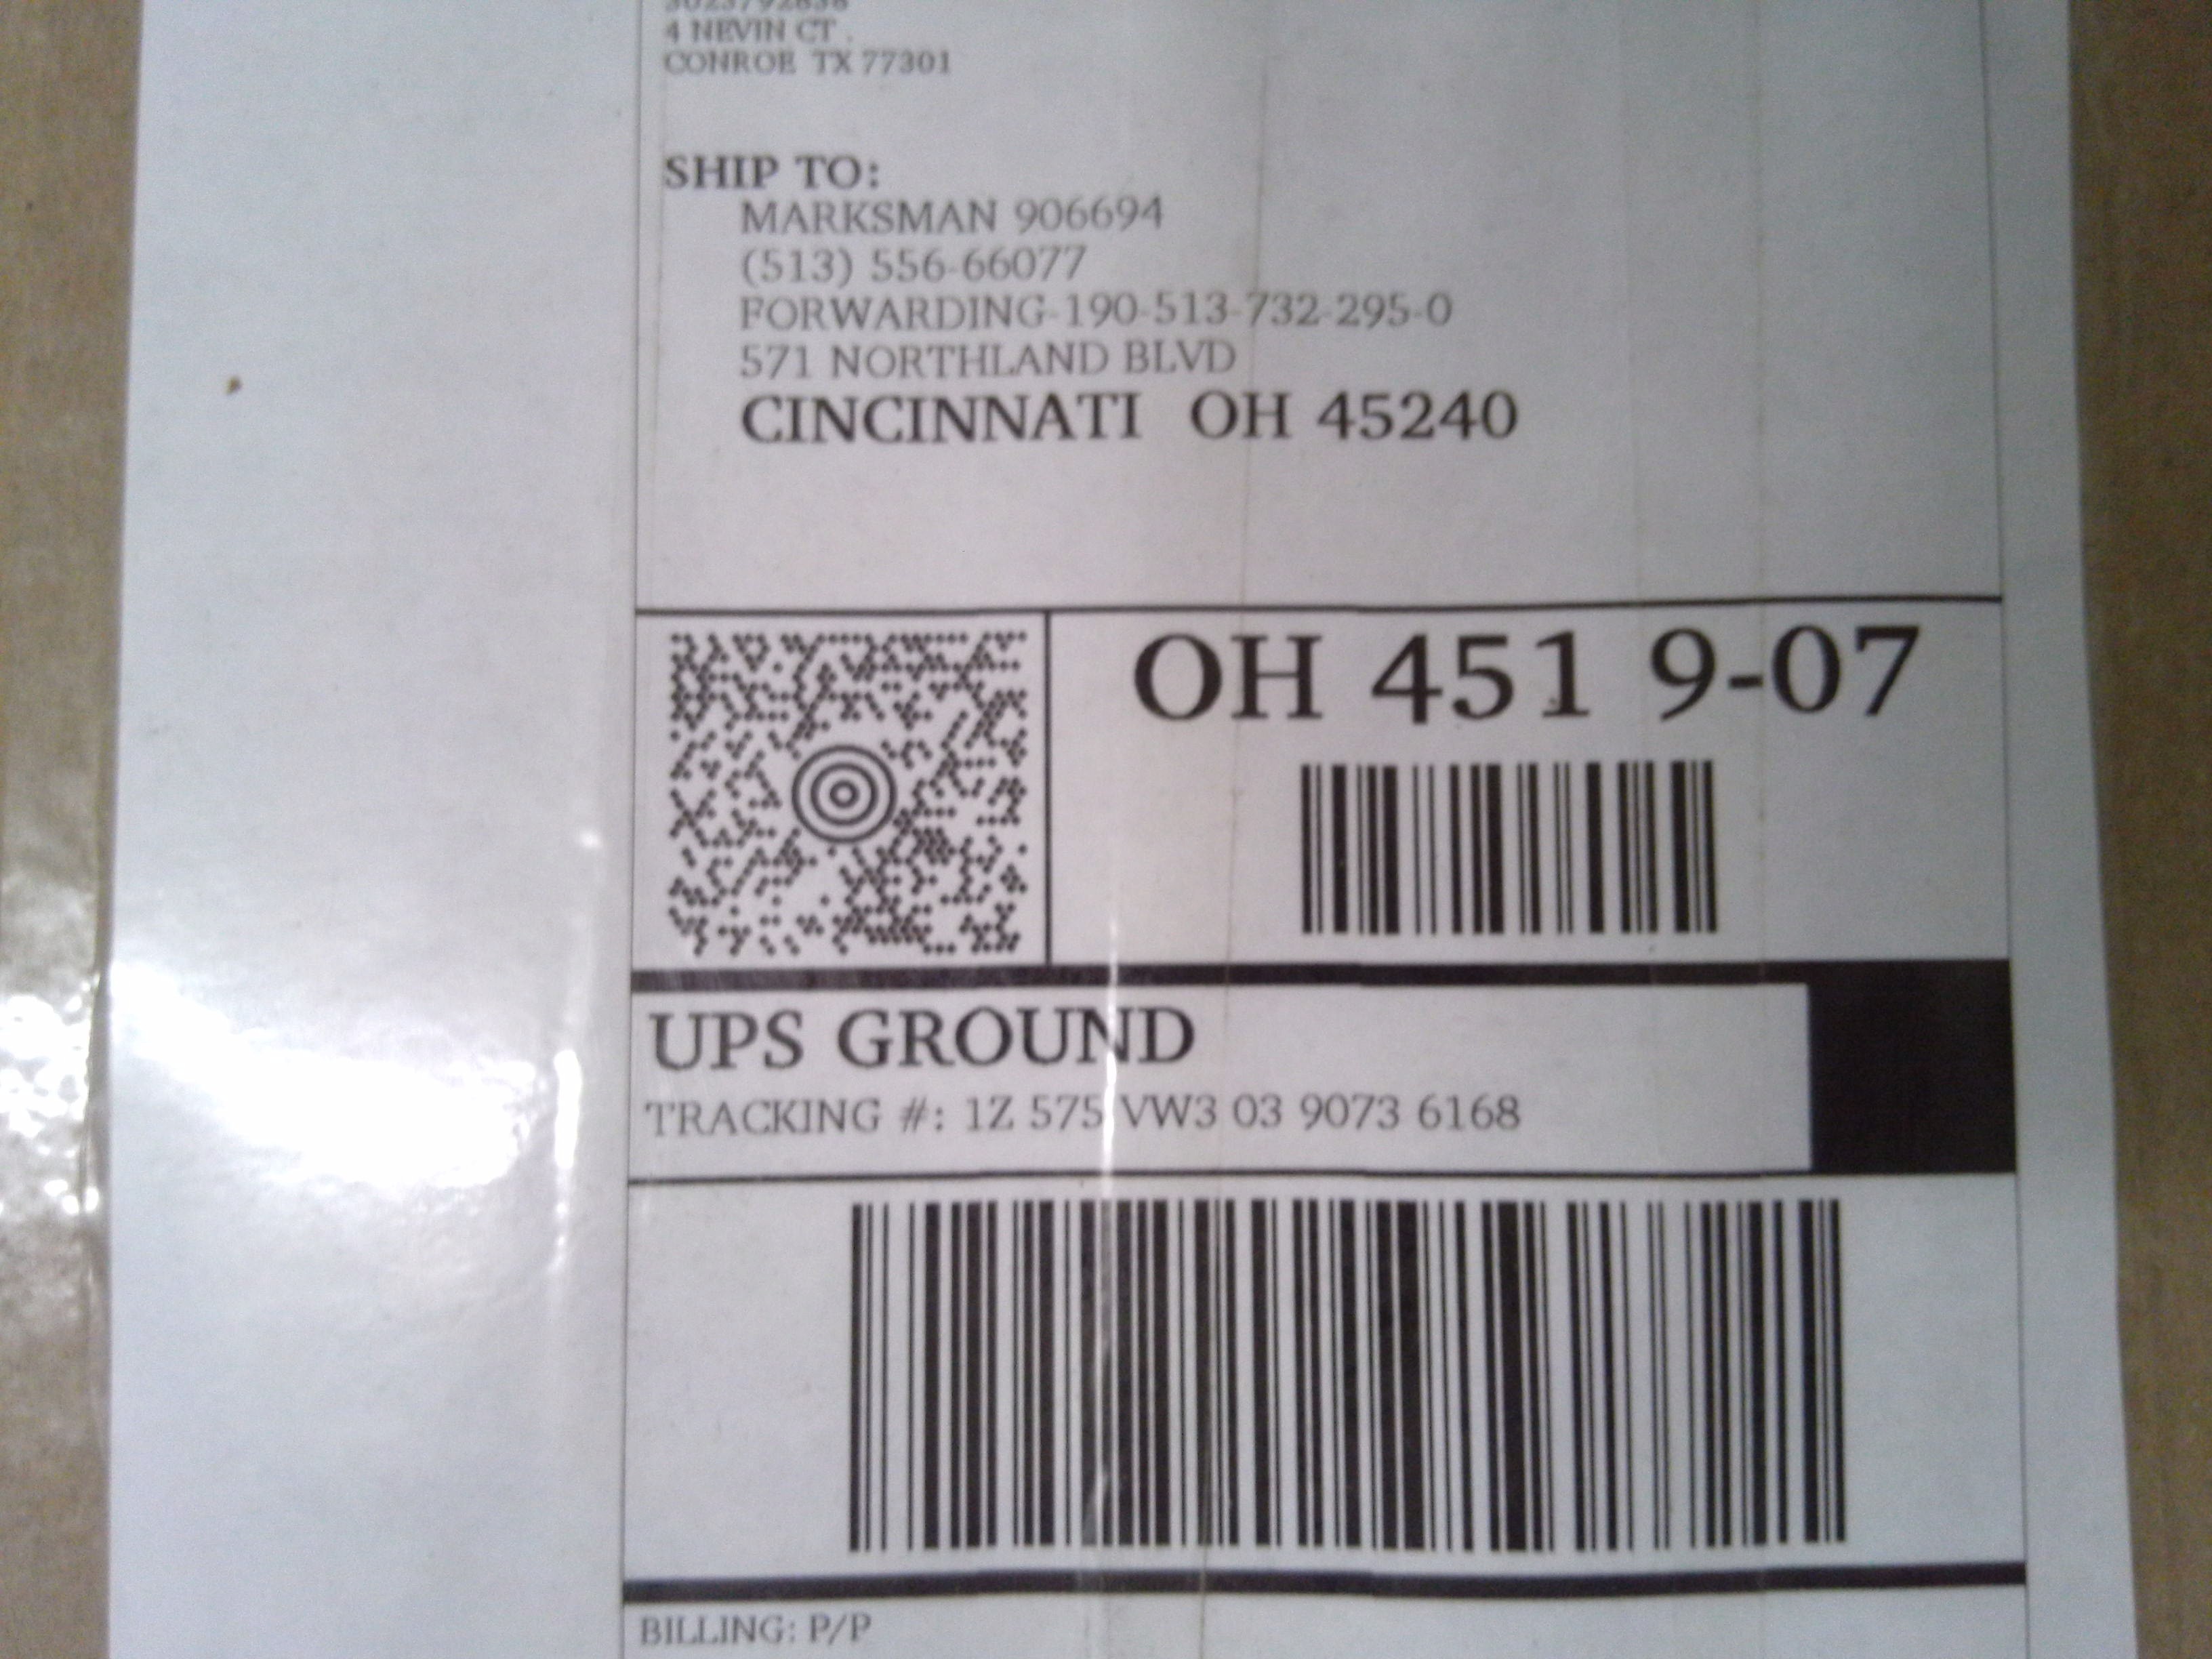 3023792638
4 NEVIN CT
CONROE TX 77301
SHIP TO:
MARKSMAN 906694
(513) 556-66077
FORWARDING-190-513-732-295-0
571 NORTHLAND BLVD
CINCINNATI OH 45240
OH 451 9-07
UPS GROUND
TRACKING #: 1Z 575 VW3 03 9073 6168
BILLING: P/P